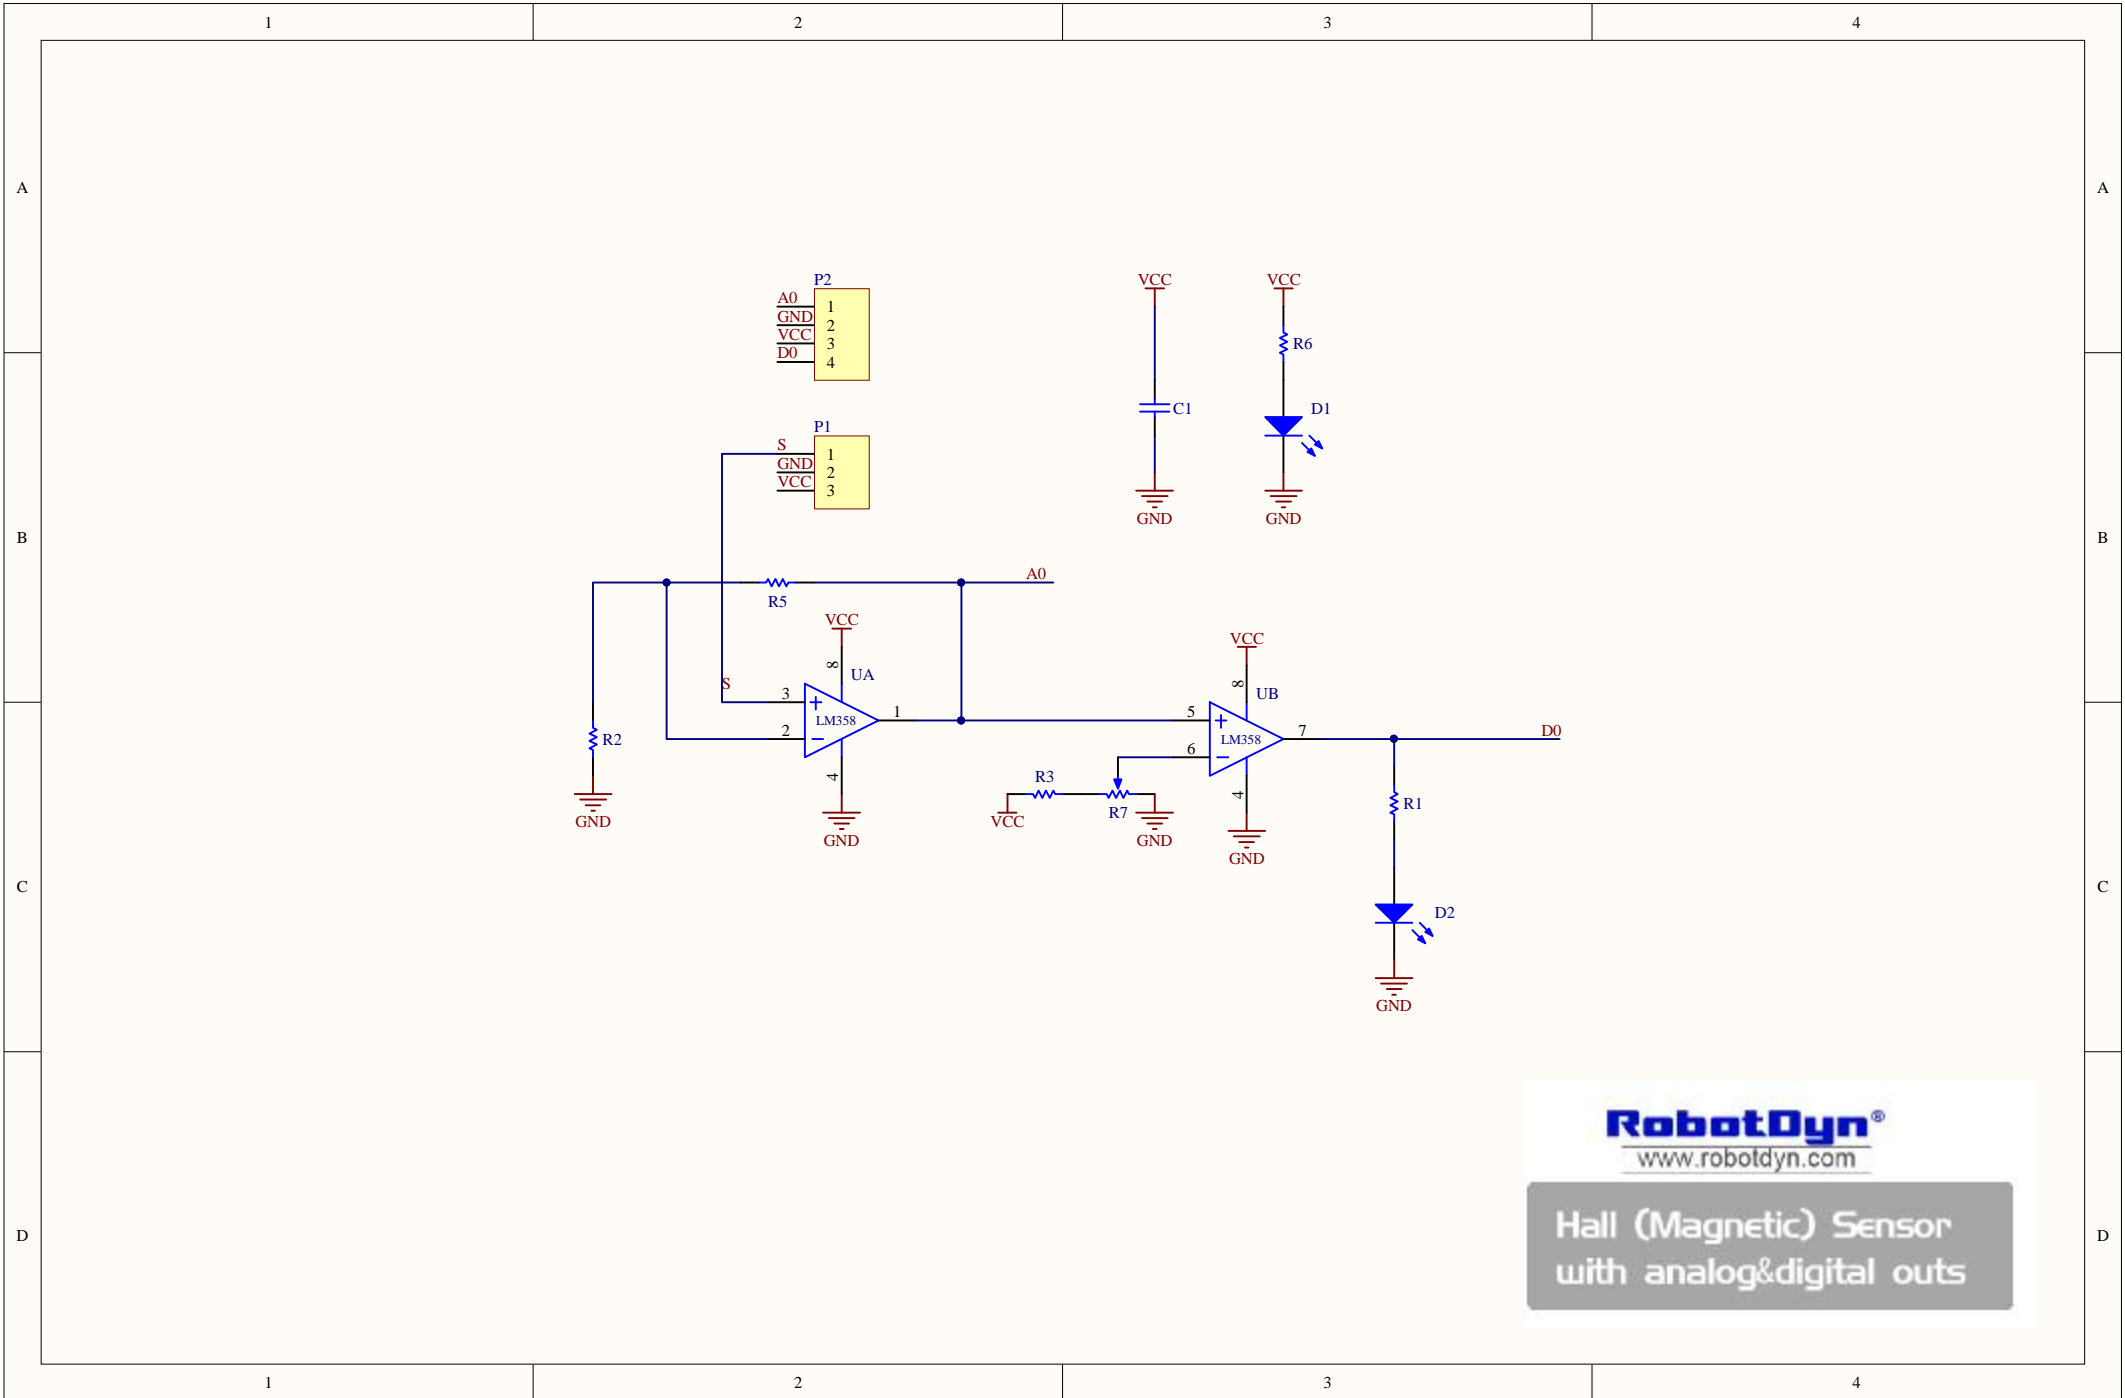 1 2 3 4
A A
P2
A0 1
GND 2
VCC 3
D0 4
VCC VCC
R6
C1 D1
GND GND
P1
S 1
GND 2
VCC 3
B B
A0
R5
VCC
8 UA
S
3
LM358 1
2
4
GND
R2
GND
VCC
8 UB
5
LM358 7
6
4
GND
D0
R3
VCC
R7
GND
R1
D2
GND
C C
RobotDyn®
www.robotdyn.com
Hall (Magnetic) Sensor
with analog&digital outs
D D
1 2 3 4